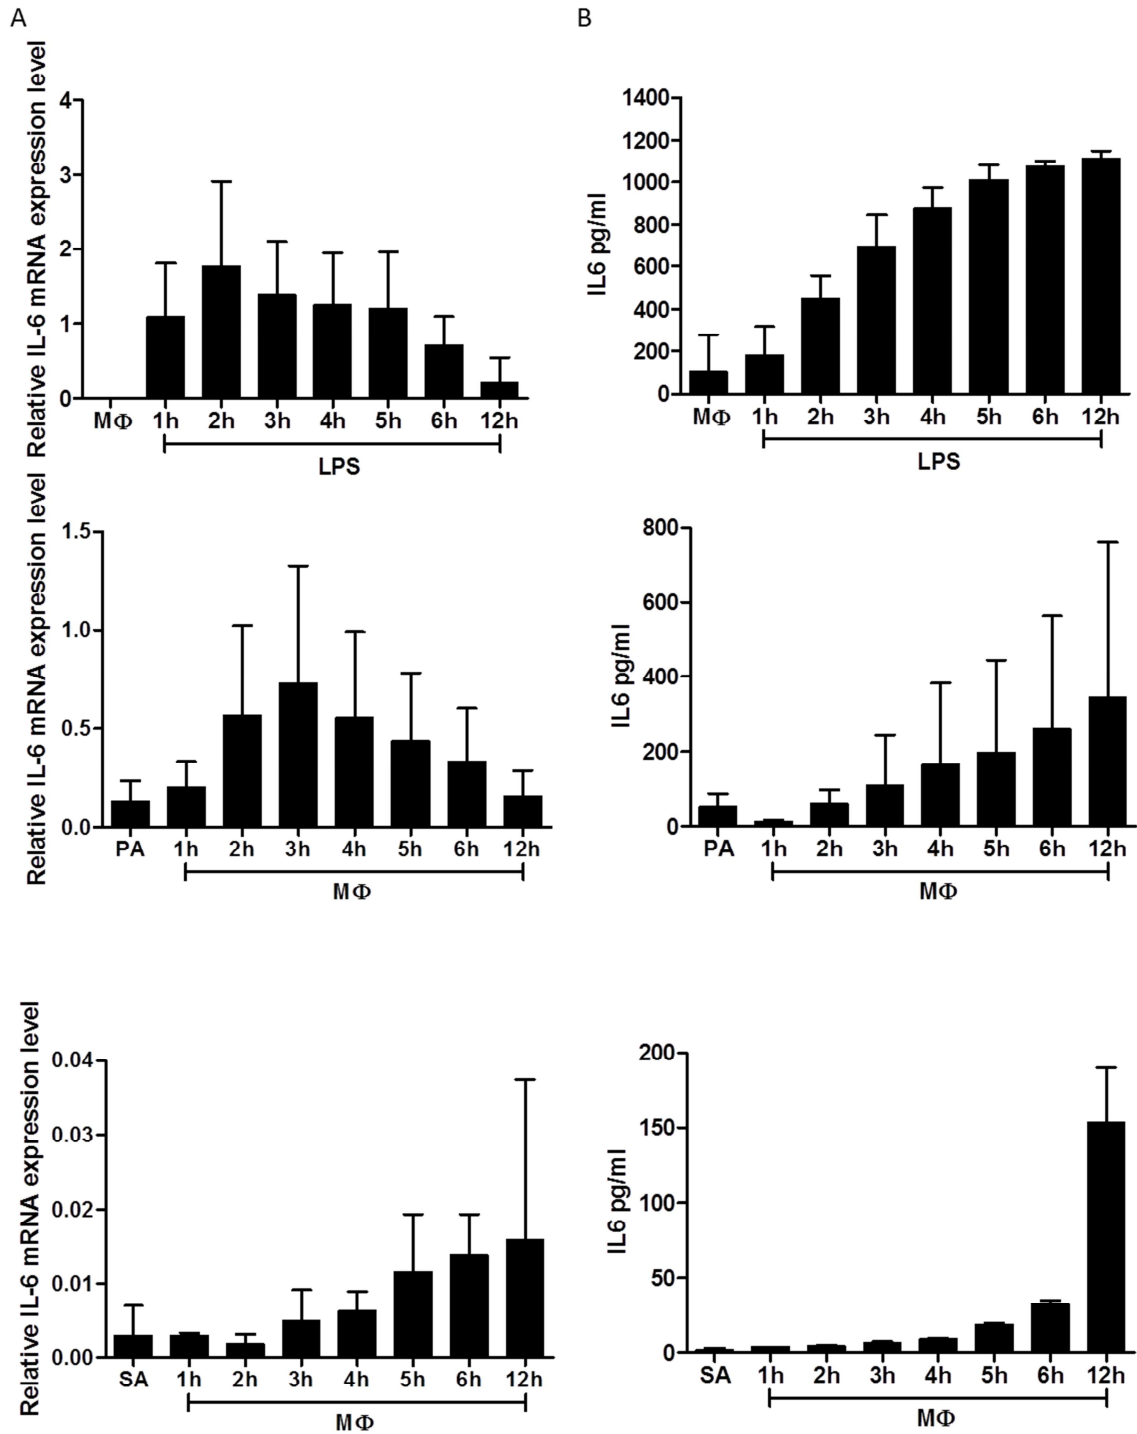 A
B
Relative IL-6 mRNA expression level
4
3
2
1
0
MΦ 1h 2h 3h 4h 5h 6h 12h
LPS
IL6 pg/ml
1400
1200
1000
800
600
400
200
0
MΦ 1h 2h 3h 4h 5h 6h 12h
LPS
Relative IL-6 mRNA expression level
1.5
1.0
0.5
0.0
PA 1h 2h 3h 4h 5h 6h 12h
MΦ
IL6 pg/ml
800
600
400
200
0
PA 1h 2h 3h 4h 5h 6h 12h
MΦ
Relative IL-6 mRNA expression level
0.04
0.03
0.02
0.01
0.00
SA 1h 2h 3h 4h 5h 6h 12h
MΦ
IL6 pg/ml
200
150
100
50
0
SA 1h 2h 3h 4h 5h 6h 12h
MΦ